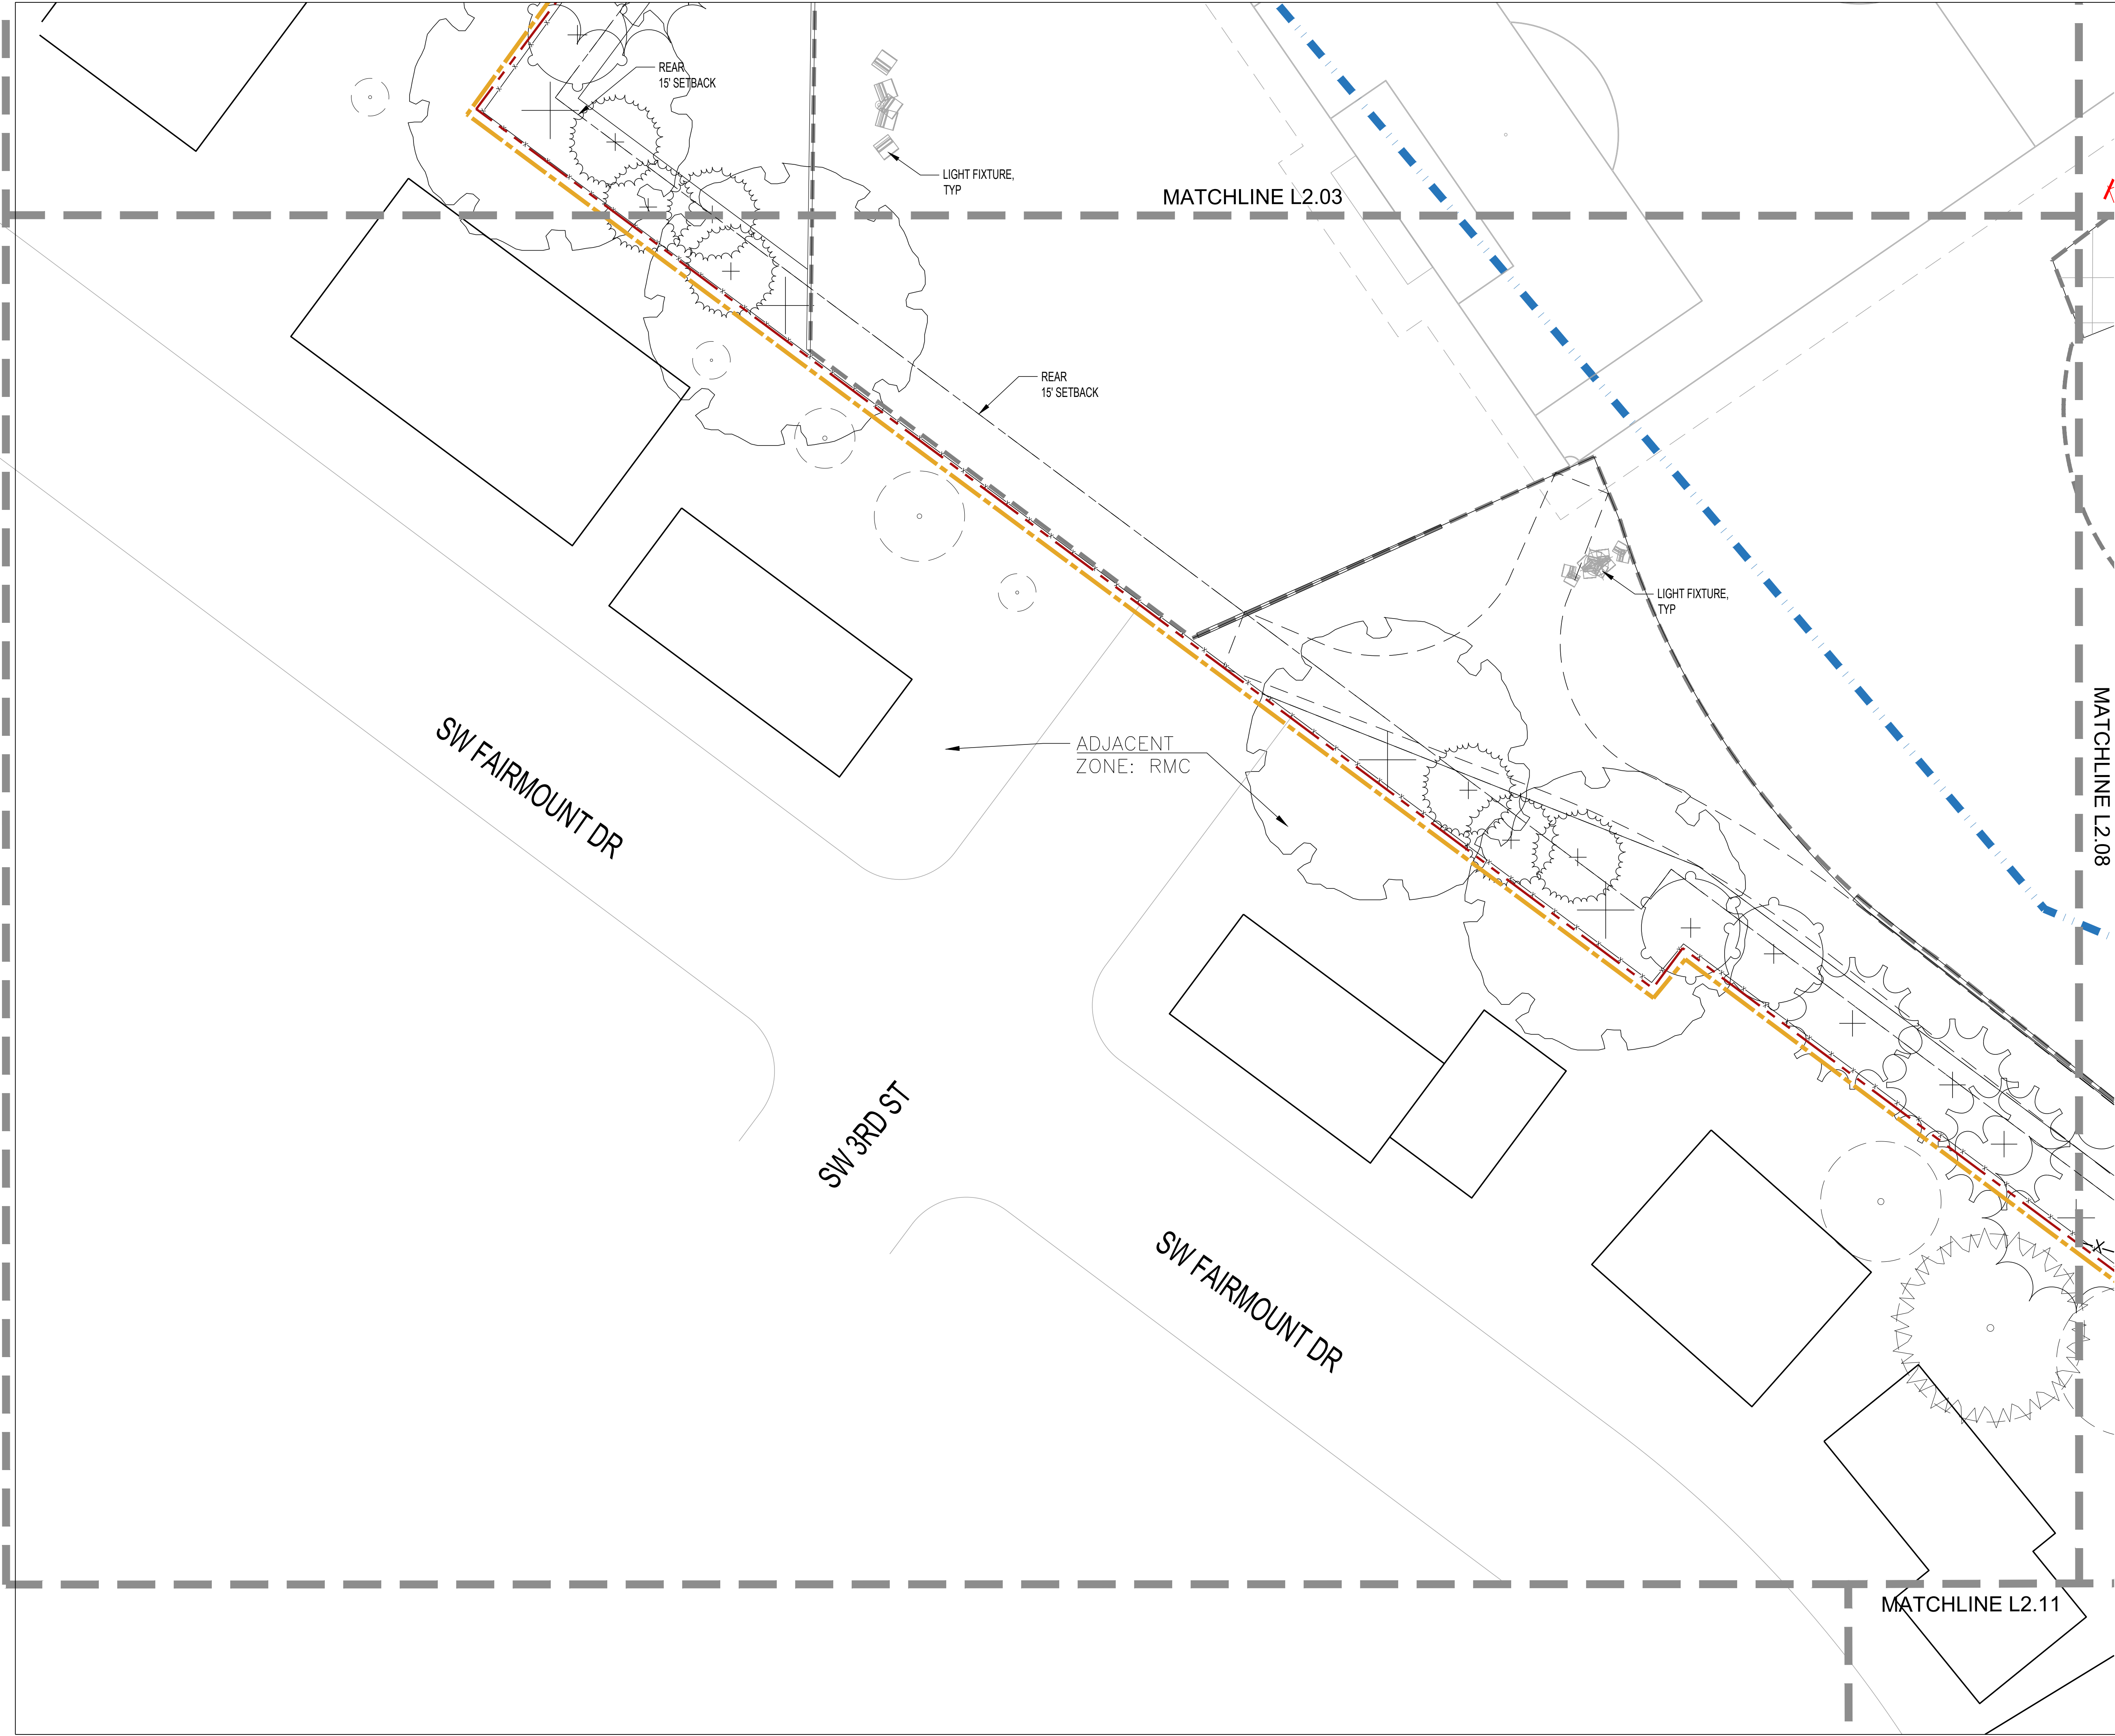 REAR
15' SETBACK
LIGHT FIXTURE,
TYP
MATCHLINE L2.03
REAR
15' SETBACK
LIGHT FIXTURE,
TYP
MATCHLINE L2.08
SW FAIRMOUNT DR
ADJACENT
ZONE: RMC
SW 3RD ST
SW FAIRMOUNT DR
X
MATCHLINE L2.11